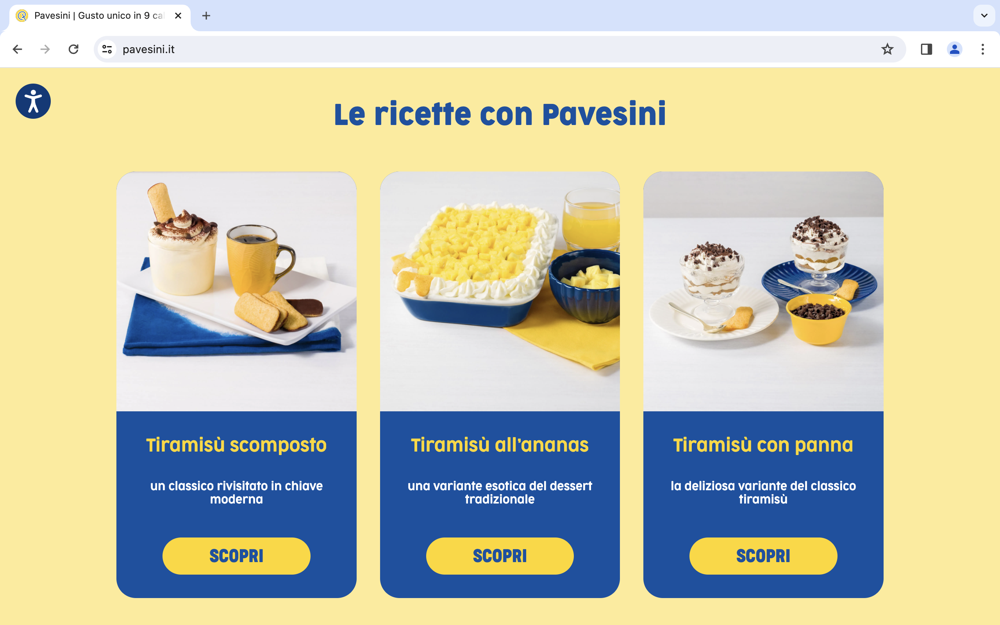 Pavesini | Gusto unico in 9 cal
pavesini.it
Le ricette con Pavesini
Tiramisù scomposto
un classico rivisitato in chiave
moderna
SCOPRI
Tiramisù all’ananas
una variante esotica del dessert
tradizionale
SCOPRI
Tiramisù con panna
la deliziosa variante del classico
tiramisù
SCOPRI